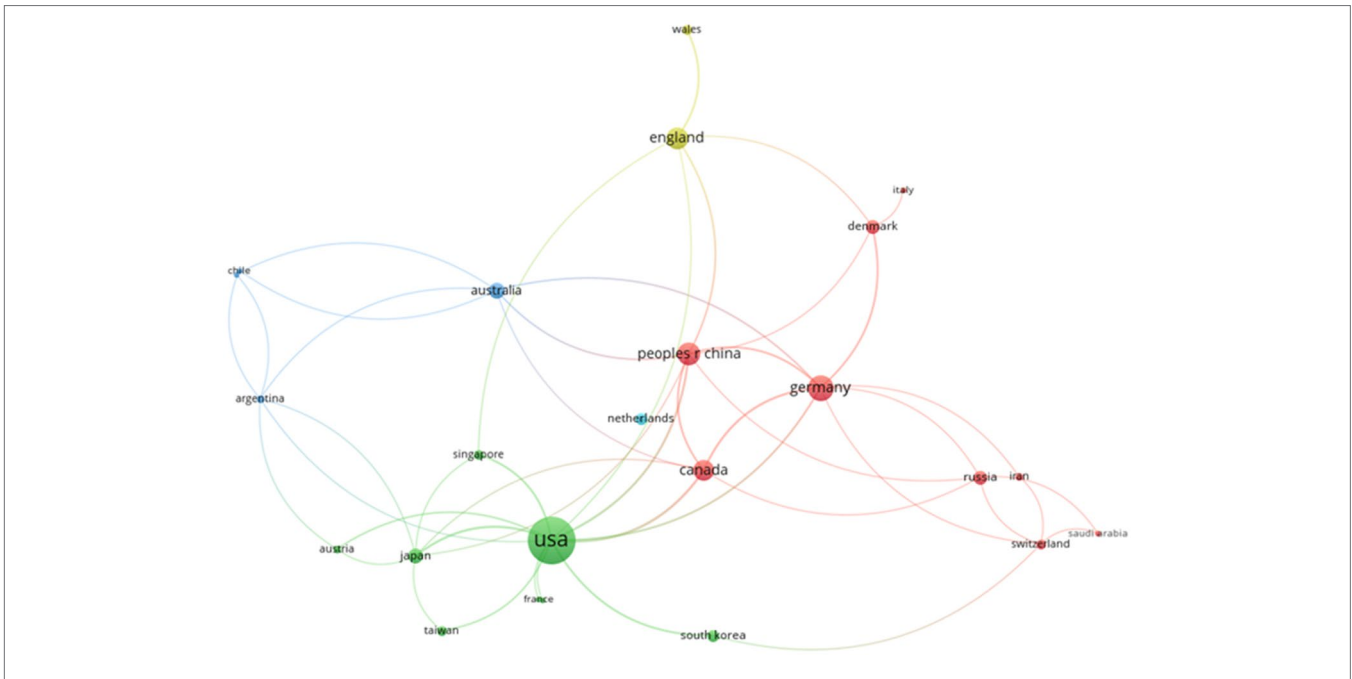 wales
england
italy
denmark
chile
australia
peoples r china
germany
argentina
netherlands
singapore
canada
russia
iran
saudi arabia
switzerland
usa
austria
japan
france
taiwan
south korea